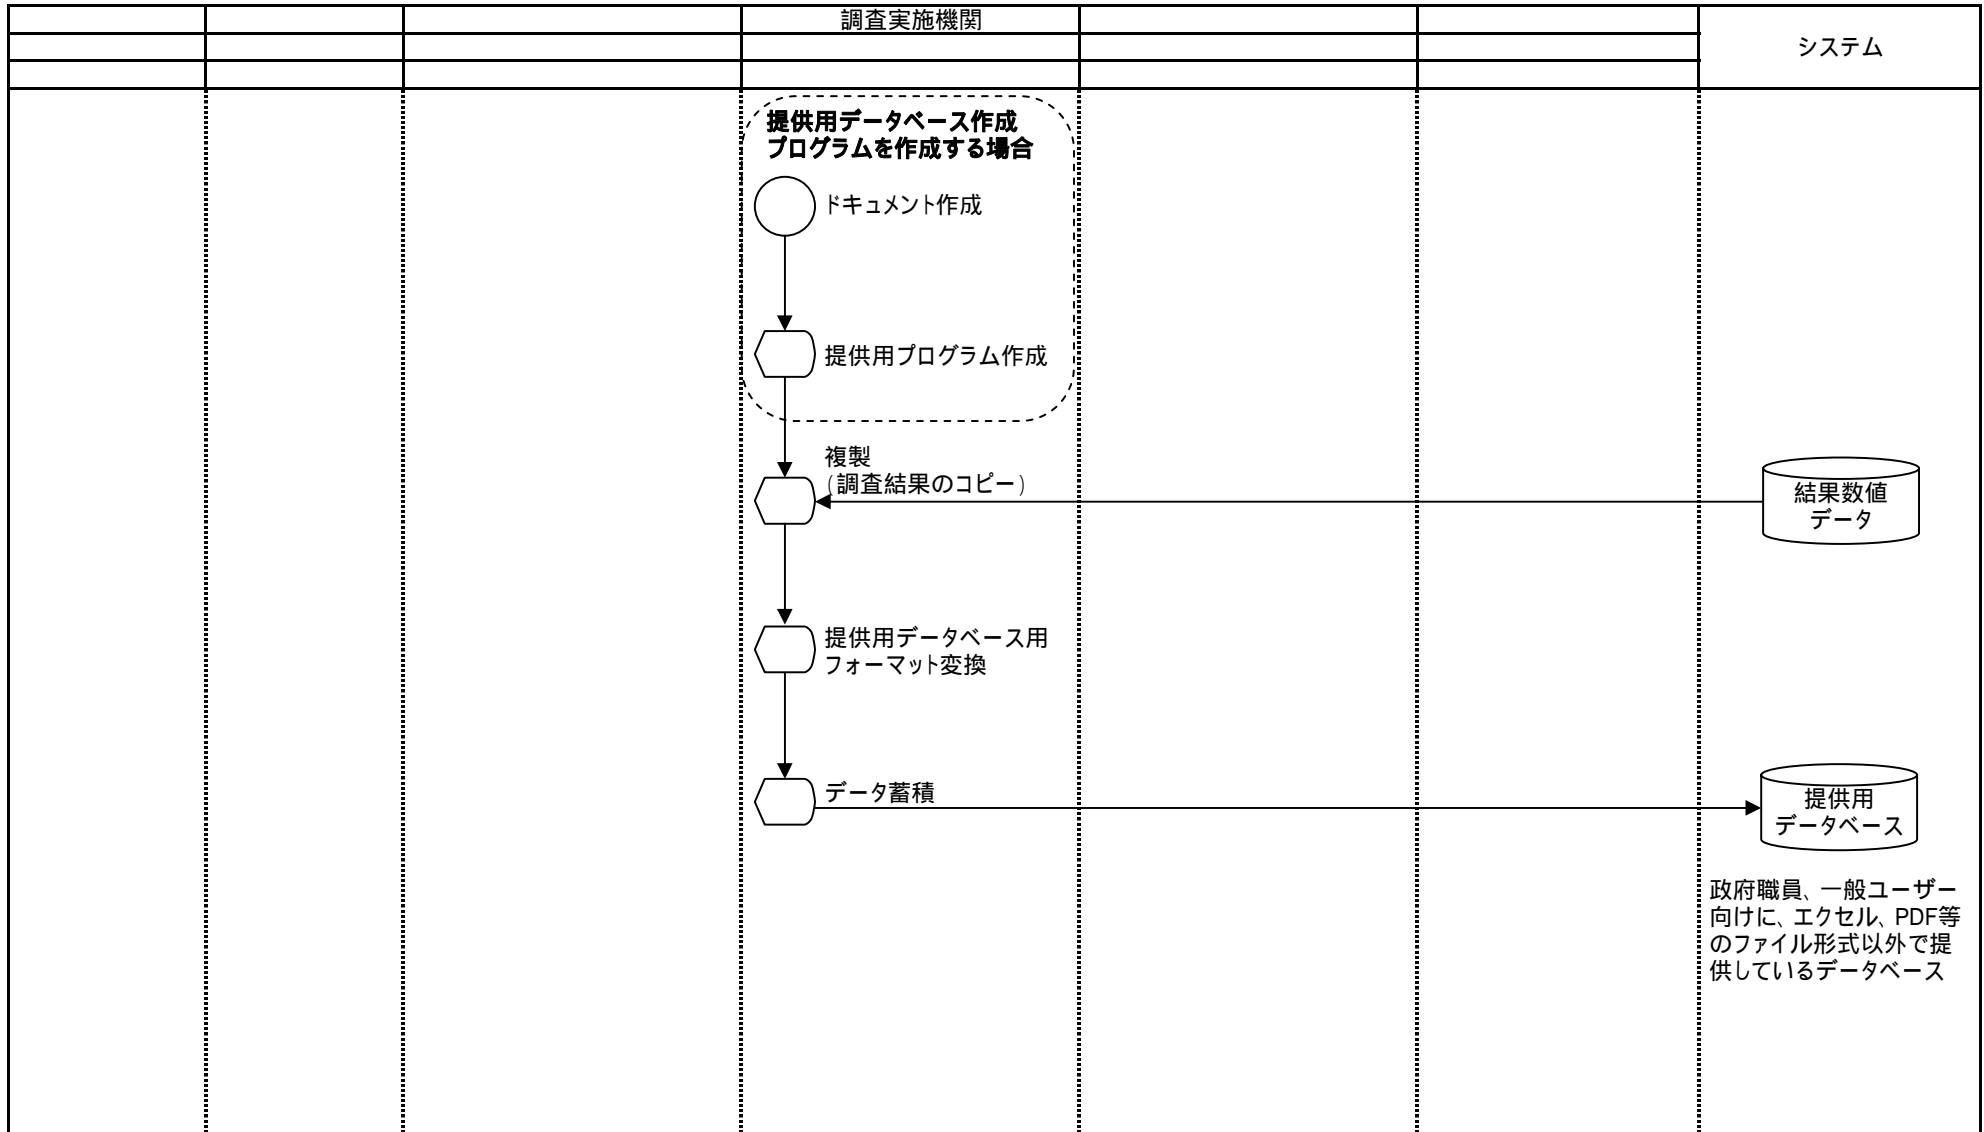 調査実施機関
システム
提供用データベース作成
プログラムを作成する場合
ドキュメント作成
提供用プログラム作成
複製
(調査結果のコピー)
結果数値
データ
提供用データベース用
フォーマット変換
データ蓄積
提供用
データベース
政府職員、一般ユーザー
向けに、エクセル、PDF等
のファイル形式以外で提
供しているデータベース